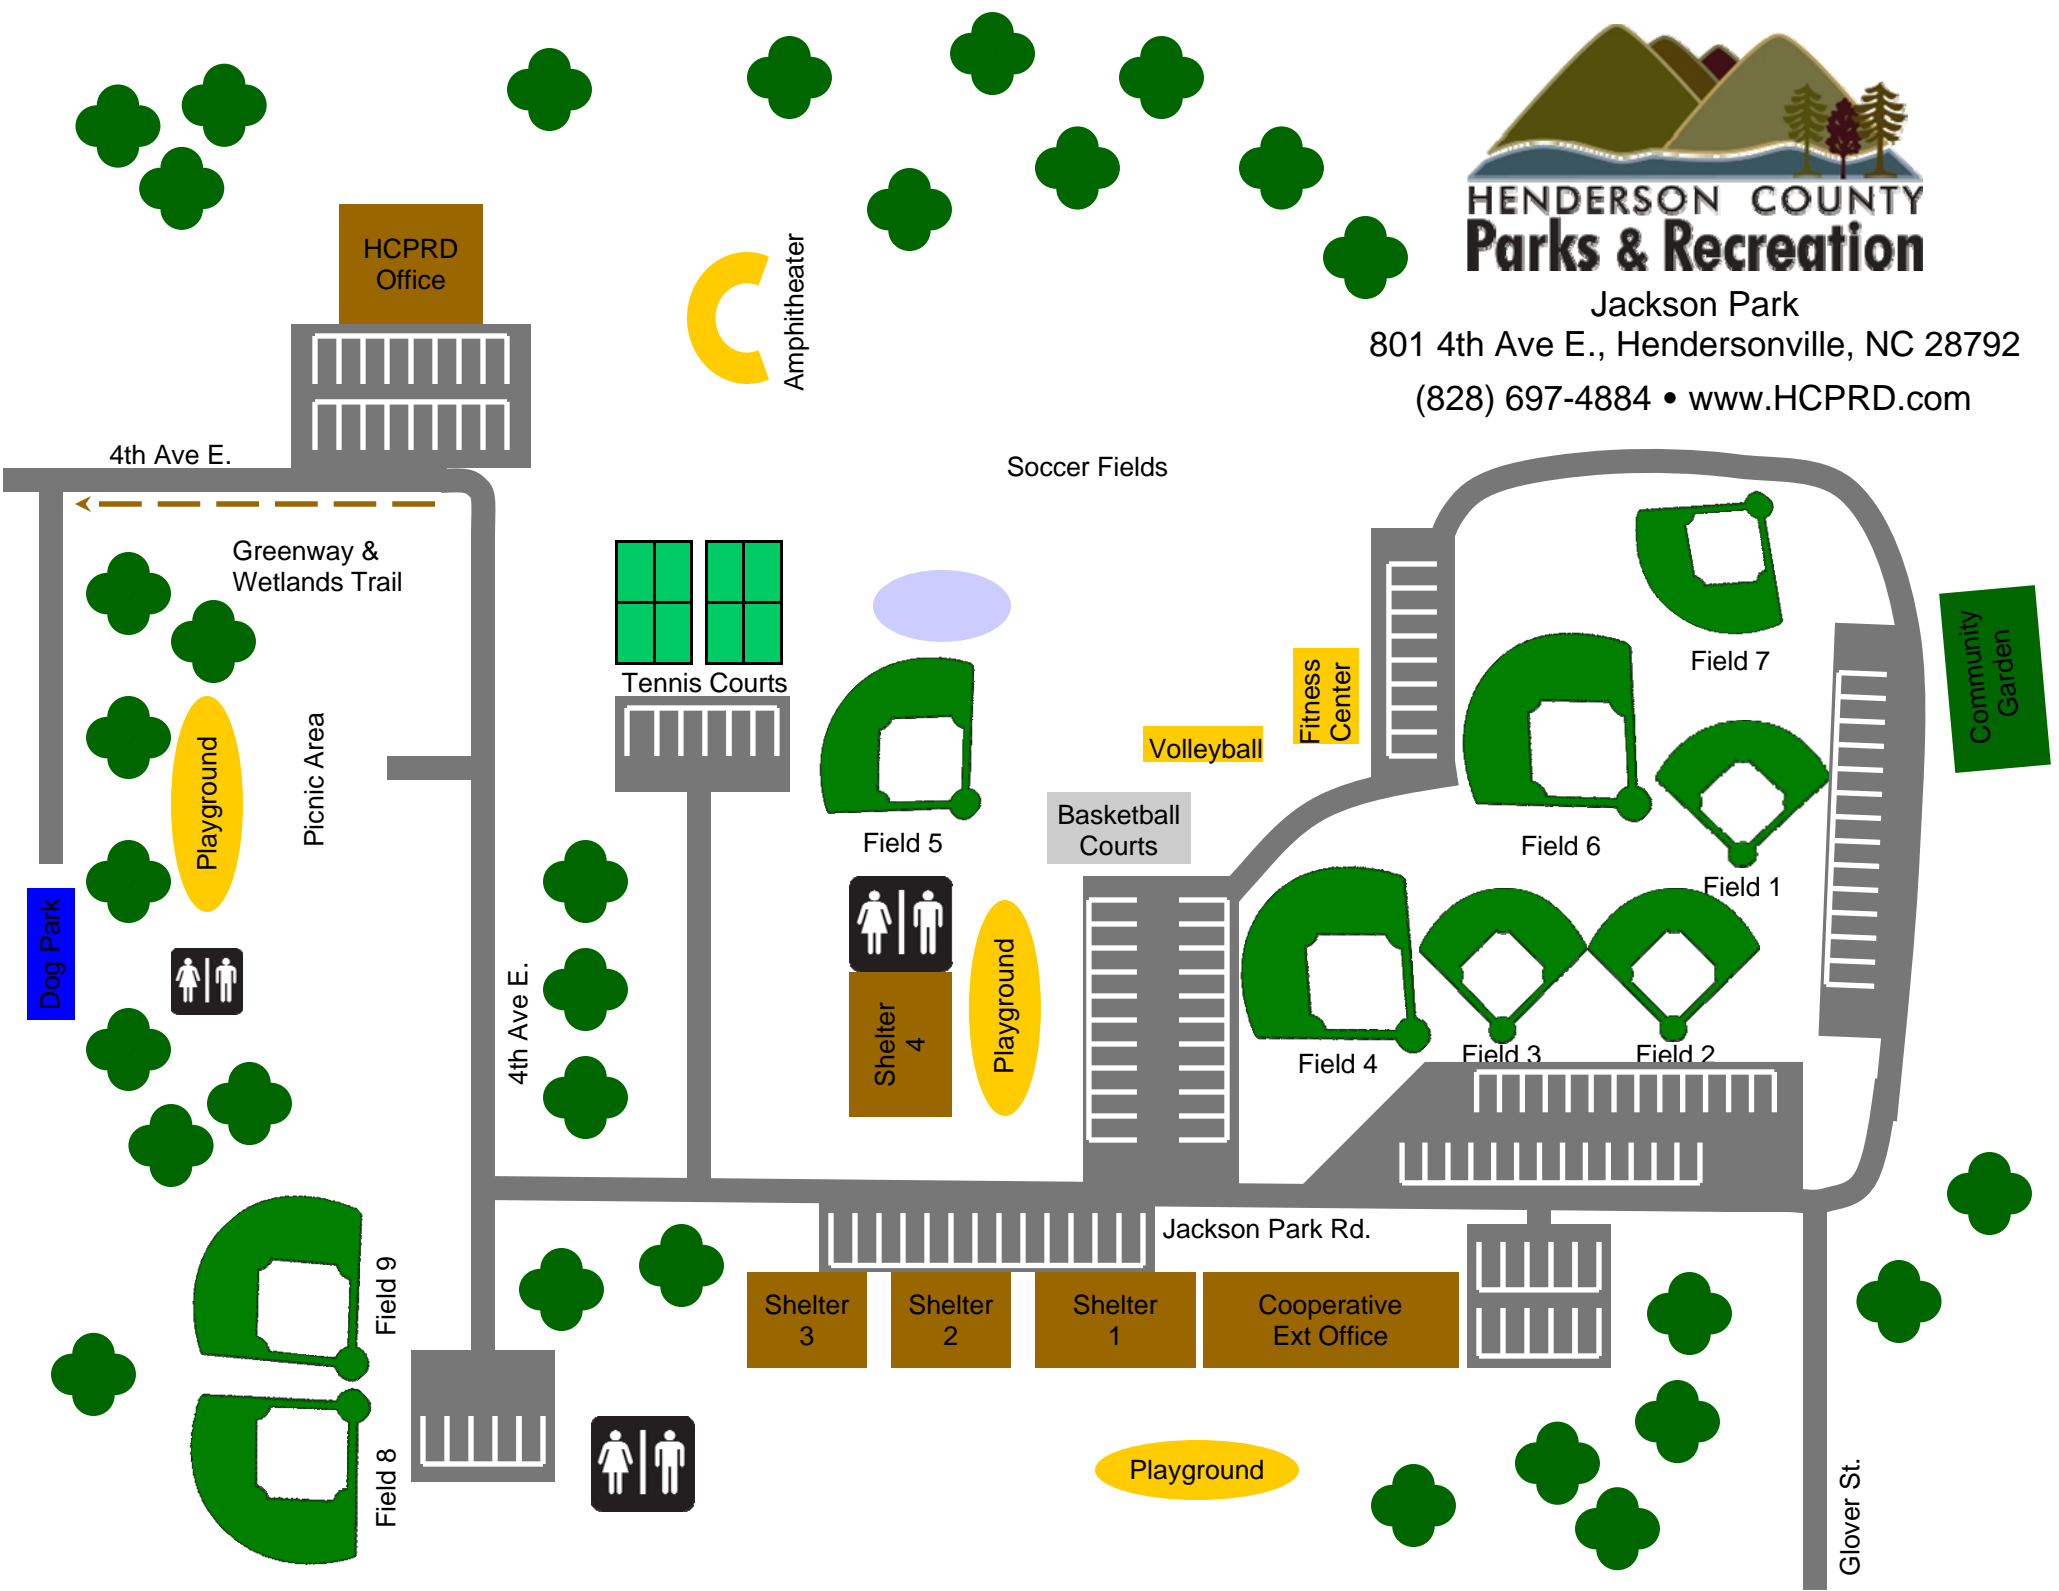 HENDERSON COUNTY
Parks & Recreation
Jackson Park
801 4th Ave E., Hendersonville, NC 28792
(828) 697-4884 • www.HCPRD.com
HCPRD
Office
Amphitheater
4th Ave E.
Soccer Fields
Greenway &
Wetlands Trail
Tennis Courts
Field 7
Community
Garden
Fitness
Center
Volleyball
Playground
Picnic Area
Basketball
Courts
Field 5
Field 6
Field 1
Dog Park
4th Ave E.
Shelter
4
Playground
Field 4
Field 3
Field 2
Jackson Park Rd.
Field 9
Shelter
3
Shelter
2
Shelter
1
Cooperative
Ext Office
Field 8
Playground
Glover St.